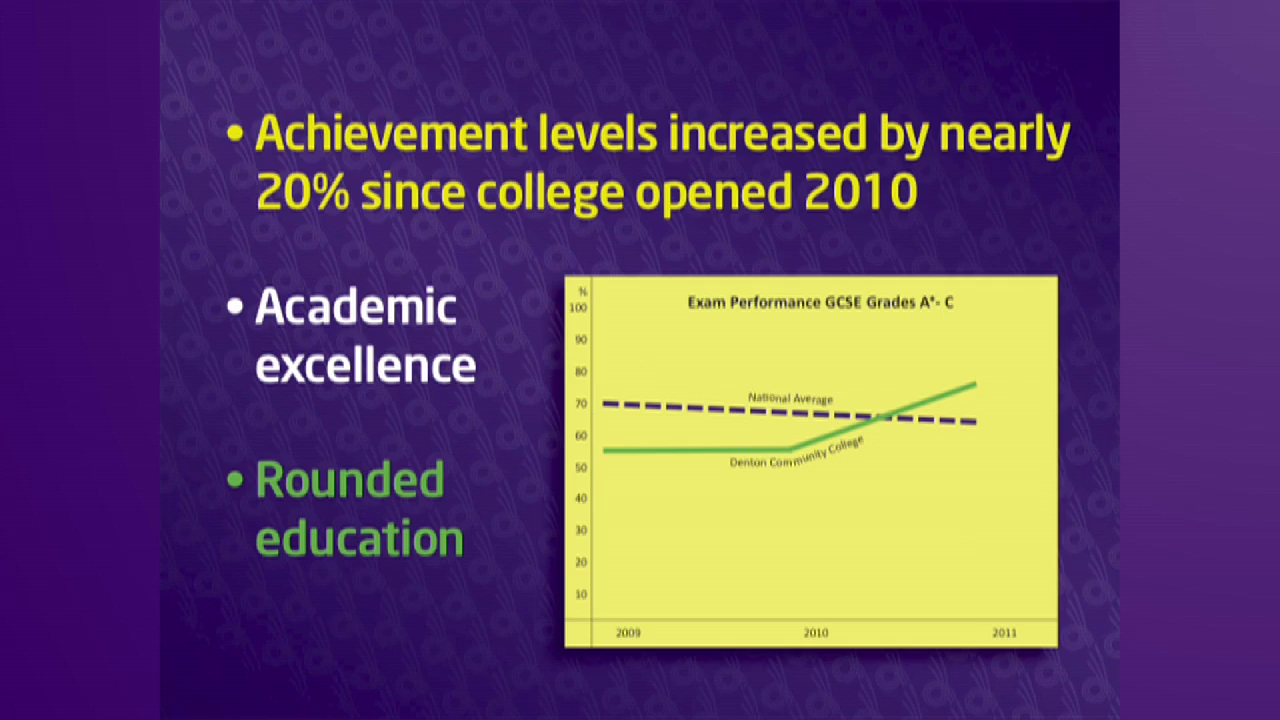 • Achievement levels increased by nearly
20% since college opened 2010
• Academic
excellence
• Rounded
education
Exam Performance GCSE Grades A*- C
%
100
90
80
70
60
50
40
30
20
10
National Average
Denton Community College
2009 2010 2011